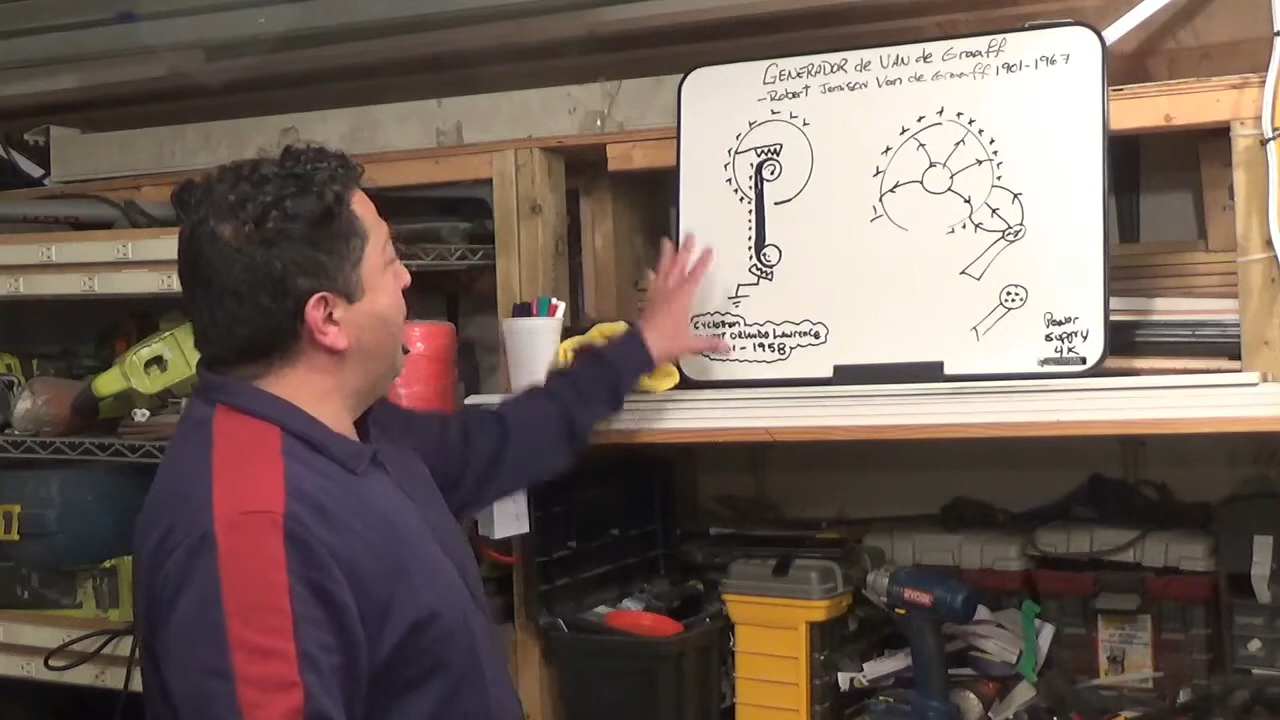 GENERADOR de VAN de Graaff
- Robert Jemison Van de Graaff 1901-1967
cyclotron
ORLANDO Lawrence
- 1958
Power
supply
4K
RYOBI